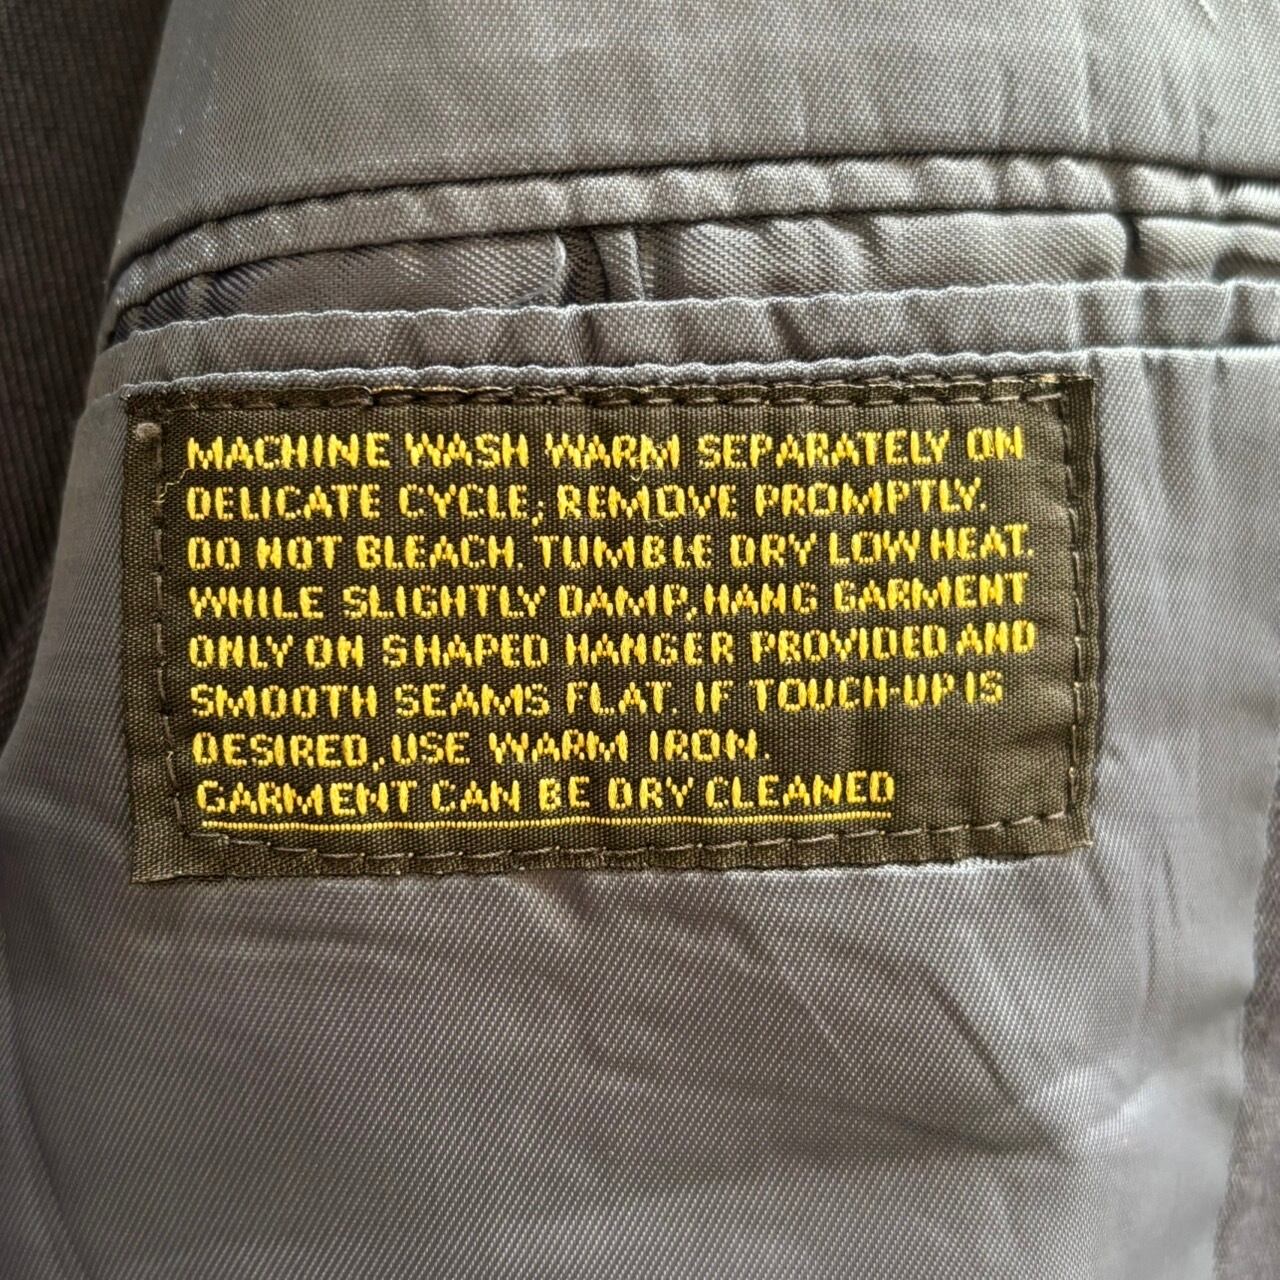 MACHINE WASH WARM SEPARATELY ON
DELICATE CYCLE; REMOVE PROMPTLY.
DO NOT BLEACH. TUMBLE DRY LOW HEAT.
WHILE SLIGHTLY DAMP, HANG GARMENT
ONLY ON SHAPED HANGER PROVIDED AND
SMOOTH SEAMS FLAT. IF TOUCH-UP IS
DESIRED, USE WARM IRON.
GARMENT CAN BE DRY CLEANED